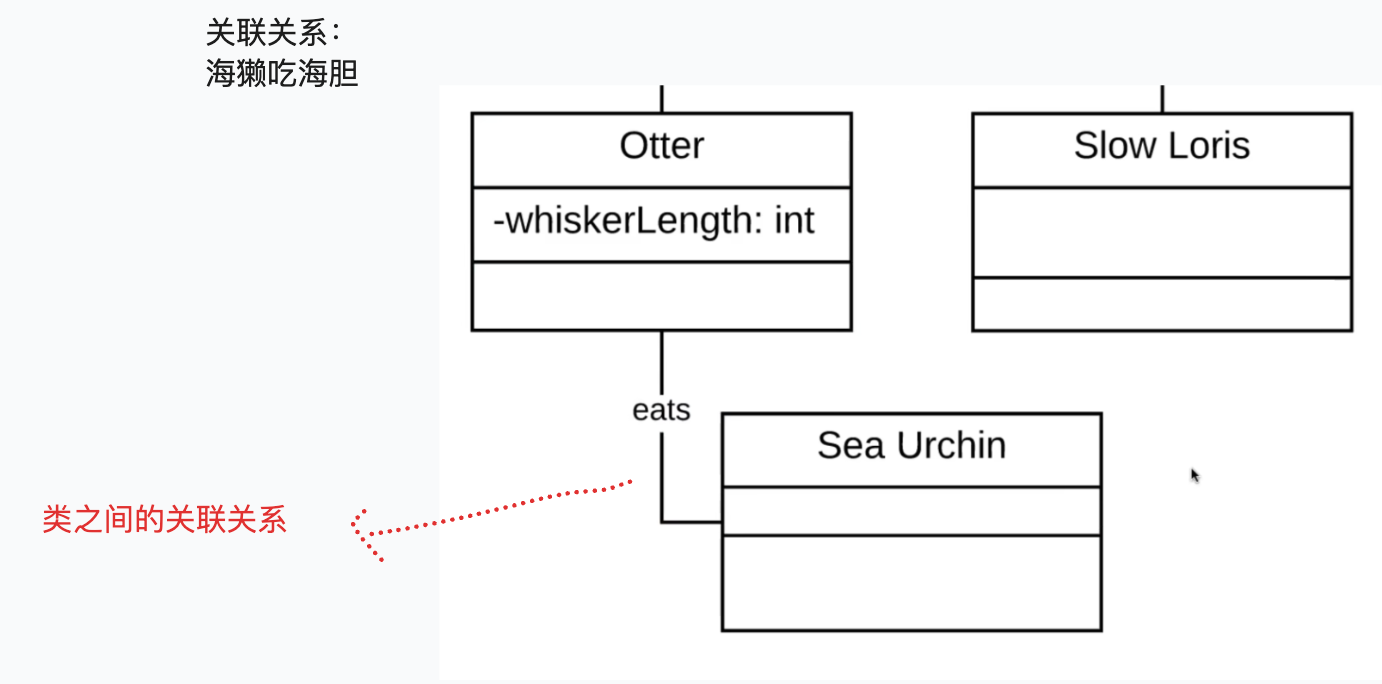 关联关系：
海獭吃海胆
Otter
Slow Loris
-whiskerLength: int
eats
Sea Urchin
类之间的关联关系